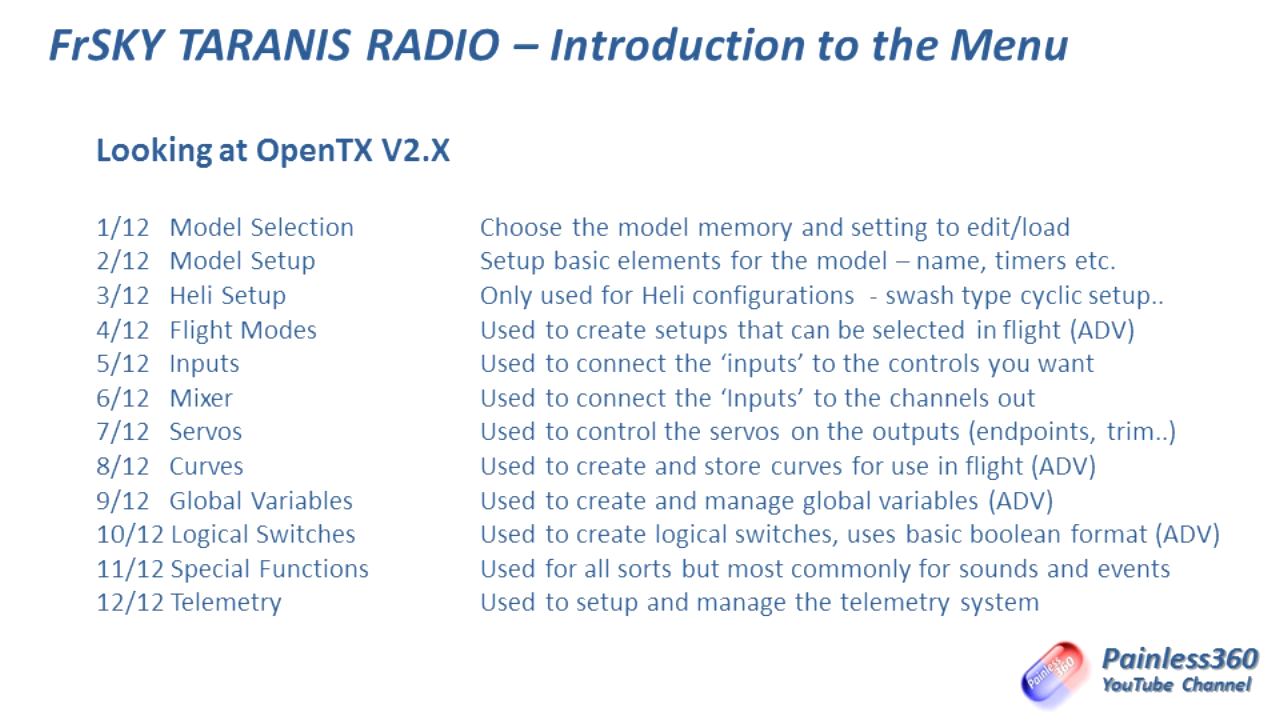 FrSKY TARANIS RADIO – Introduction to the Menu
Looking at OpenTX V2.X
1/12 Model Selection Choose the model memory and setting to edit/load
2/12 Model Setup Setup basic elements for the model – name, timers etc.
3/12 Heli Setup Only used for Heli configurations - swash type cyclic setup..
4/12 Flight Modes Used to create setups that can be selected in flight (ADV)
5/12 Inputs Used to connect the ‘inputs’ to the controls you want
6/12 Mixer Used to connect the ‘Inputs’ to the channels out
7/12 Servos Used to control the servos on the outputs (endpoints, trim..)
8/12 Curves Used to create and store curves for use in flight (ADV)
9/12 Global Variables Used to create and manage global variables (ADV)
10/12 Logical Switches Used to create logical switches, uses basic boolean format (ADV)
11/12 Special Functions Used for all sorts but most commonly for sounds and events
12/12 Telemetry Used to setup and manage the telemetry system
Painless
360
Painless360
YouTube Channel